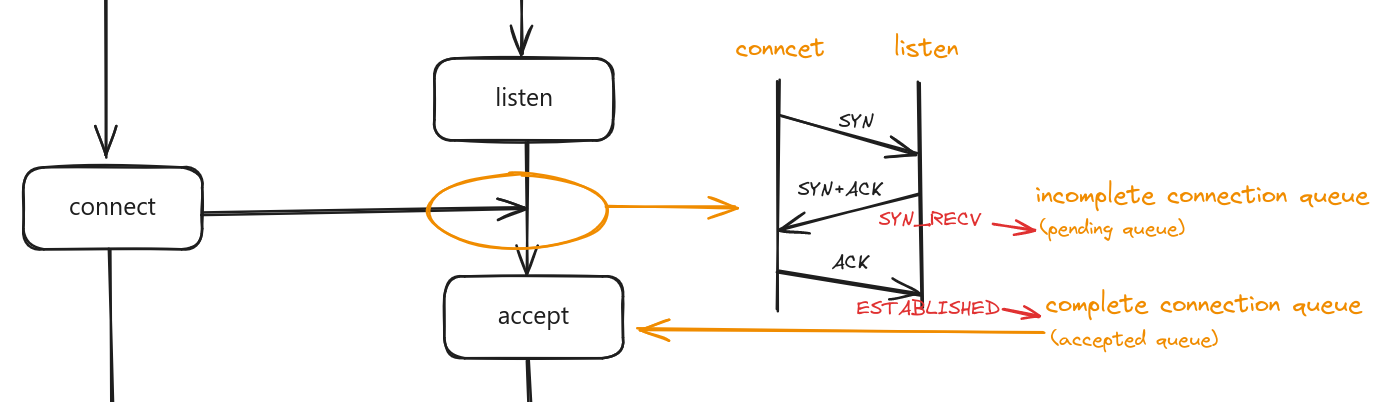 conncet
listen
listen
SYN
SYN+ACK
incomplete connection queue
connect
SYN_RECV
(pending queue)
ACK
ESTABLISHED
complete connection queue
accept
(accepted queue)